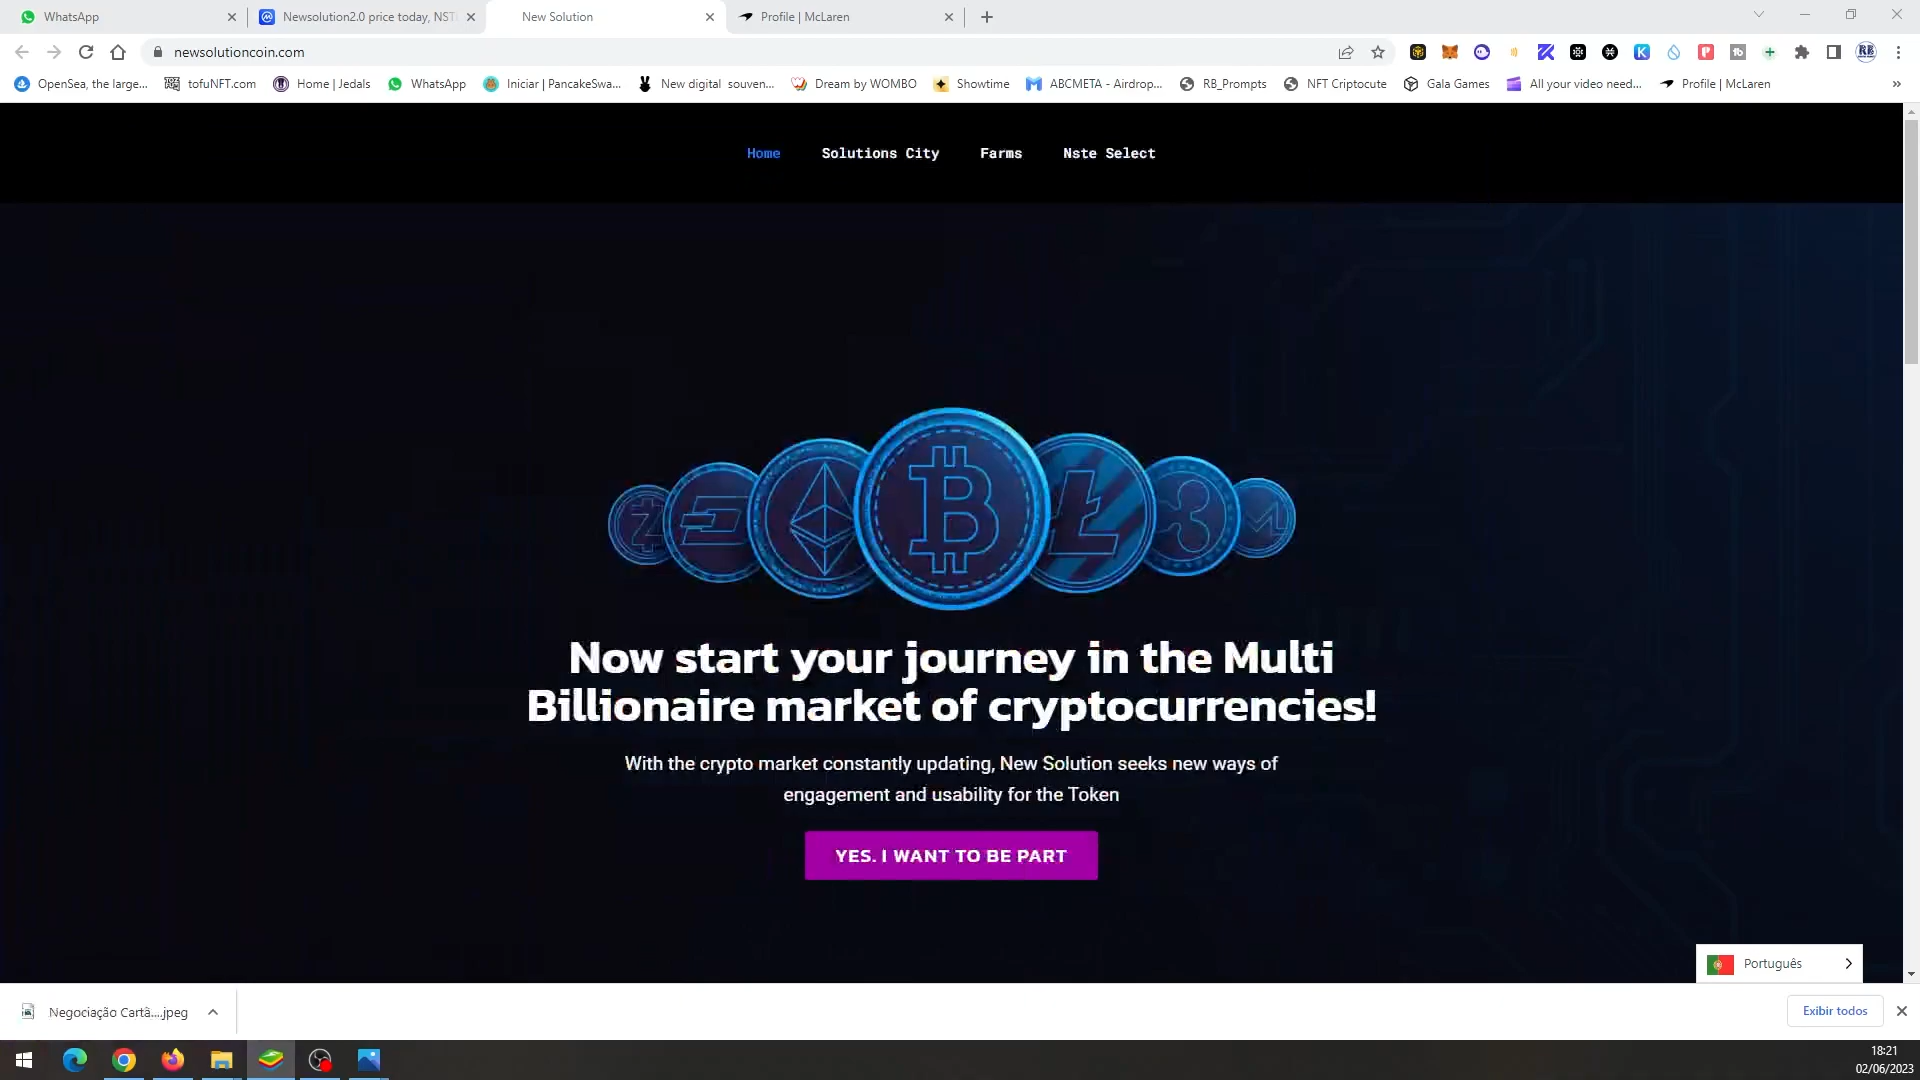 WhatsApp
Newsolution2.0 price today, NST
New Solution
Profile | McLaren
newsolutioncoin.com
OpenSea, the large...
tofuNFT.com
Home | Jedals
WhatsApp
Iniciar | PancakeSwa...
New digital souven...
Dream by WOMBO
Showtime
ABCMETA - Airdrop...
RB_Prompts
NFT Criptocute
Gala Games
All your video need...
Profile | McLaren
»
Home
Solutions City
Farms
Nste Select
Now start your journey in the Multi
Billionaire market of cryptocurrencies!
With the crypto market constantly updating, New Solution seeks new ways of
engagement and usability for the Token
YES. I WANT TO BE PART
Português
Negociação Cartã....jpeg
Exibir todos
18:21
02/06/2023